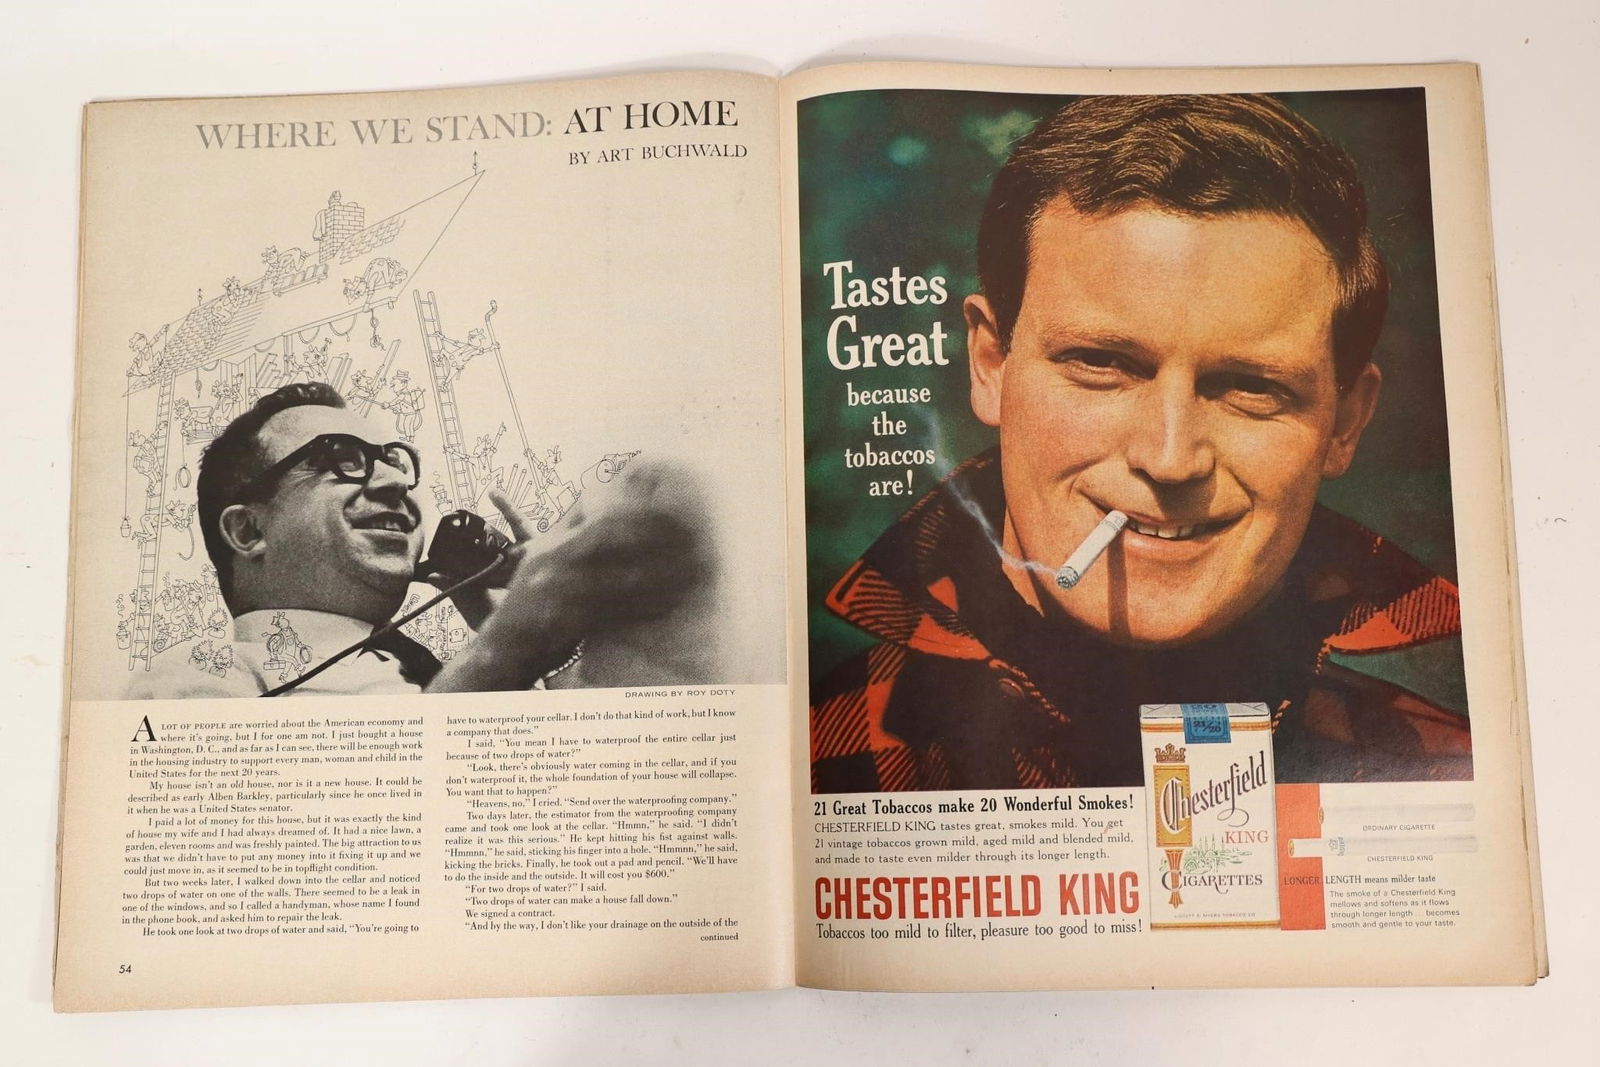 WHERE WE STAND: AT HOME
BY ART BUCHWALD
DRAWING BY ROY DOTY
A LOT OF PEOPLE are worried about the American economy and
where it's going, but I for one am not. I just bought a house
in Washington, D. C., and as far as I can see, there will be enough work
in the housing industry to support every man, woman and child in the
United States for the next 20 years.
My house isn't an old house, nor is it a new house. It could be
described as early Alben Barkley, particularly since he once lived in
it when he was a United States senator.
I paid a lot of money for this house, but it was exactly the kind
of house my wife and I had always dreamed of. It had a nice lawn, a
garden, eleven rooms and was freshly painted. The big attraction to us
was that we didn't have to put any money into it fixing it up and we
could just move in, as it seemed to be in topflight condition.
But two weeks later, I walked down into the cellar and noticed
two drops of water on one of the walls. There seemed to be a leak in
one of the windows, and so I called a handyman, whose name I found
in the phone book, and asked him to repair the leak.
He took one look at two drops of water and said, "You're going to
have to waterproof your cellar. I don't do that kind of work, but I know
a company that does."
I said, "You mean I have to waterproof the entire cellar just
because of two drops of water?"
"Look, there's obviously water coming in the cellar, and if you
don't waterproof it, the whole foundation of your house will collapse.
You want that to happen?"
"Heavens, no," I cried. "Send over the waterproofing company."
Two days later, the estimator from the waterproofing company
came and took one look at the cellar. "Hmmn," he said. "I didn't
realize it was this serious." He kept hitting his fist against walls.
"Hmmnn," he said, sticking his finger into a hole. "Hmmnn," he said,
kicking the bricks. Finally, he took out a pad and pencil. "We'll have
to do the inside and the outside. It will cost you $600."
"For two drops of water?" I said.
"Two drops of water can make a house fall down."
We signed a contract.
"And by the way, I don't like your drainage on the outside of the
continued
54
Tastes
Great
because
the
tobaccos
are!
21 Great Tobaccos make 20 Wonderful Smokes!
CHESTERFIELD KING tastes great, smokes mild. You get
21 vintage tobaccos grown mild, aged mild and blended mild,
and made to taste even milder through its longer length.
CHESTERFIELD KING
Tobaccos too mild to filter, pleasure too good to miss!
21
20
Chesterfield
KING
CIGARETTES
LIGGETT & MYERS TOBACCO CO
ORDINARY CIGARETTE
CHESTERFIELD KING
LONGER LENGTH means milder taste
The smoke of a Chesterfield King
mellows and softens as it flows
through longer length... becomes
smooth and gentle to your taste.